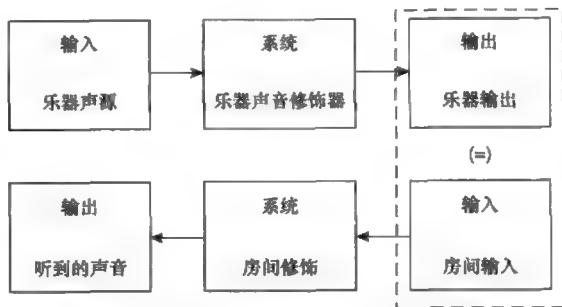 输入
乐器声源
系统
乐器声音修饰器
输出
乐器输出
(=)
输出
听到的声音
系统
房间修饰
输入
房间输入